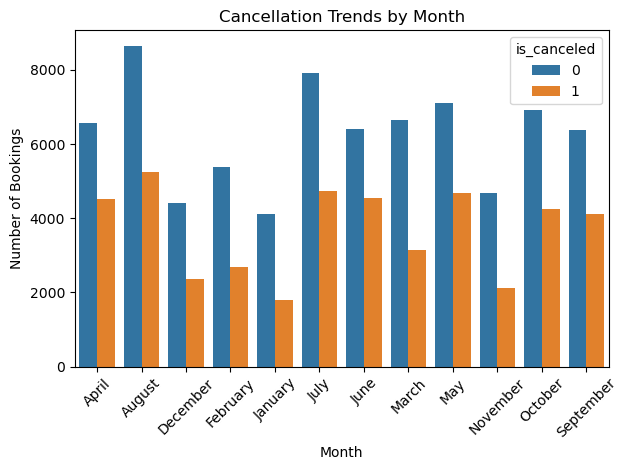 Cancellation Trends by Month
is_canceled
0
1
Number of Bookings
8000
6000
4000
2000
0
April
August
December
February
January
July
June
March
May
November
October
September
Month